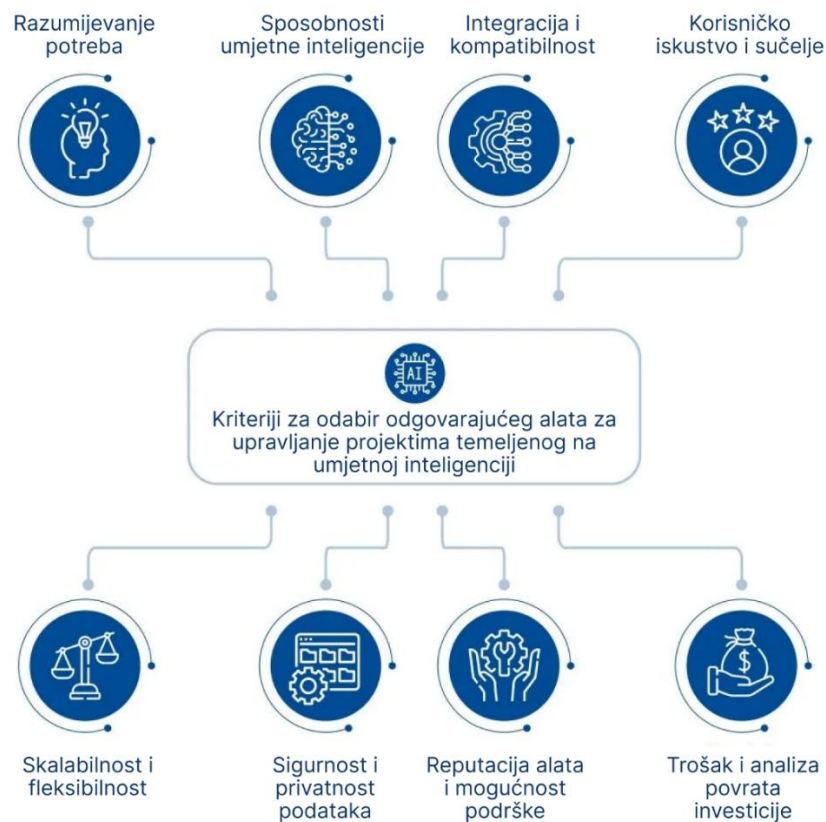 Razumijevanje
potreba
Sposobnosti
umjetne inteligencije
Integracija i
kompatibilnost
Korisničko
iskustvo i sučelje
AI
Kriteriji za odabir odgovarajućeg alata za
upravljanje projektima temeljenog na
umjetnoj inteligenciji
$
Skalabilnost i
fleksibilnost
Sigurnost i
privatnost
podataka
Reputacija alata
i mogućnost
podrške
Trošak i analiza
povrata
investicije